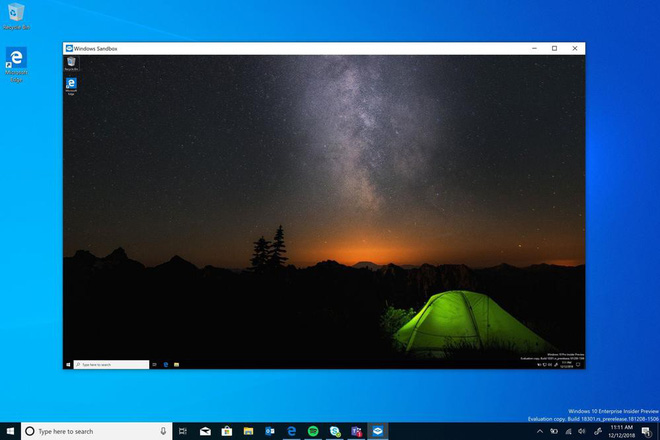 Recycle Bin
Microsoft
Edge
Windows Sandbox
Recycle Bin
Microsoft
Edge
Type here to search
Windows 10 Enterprise Insider Preview
Evaluation copy. Build 18301.rs_prerelease.181208-1506
Type here to search
11:11 AM
12/12/2018